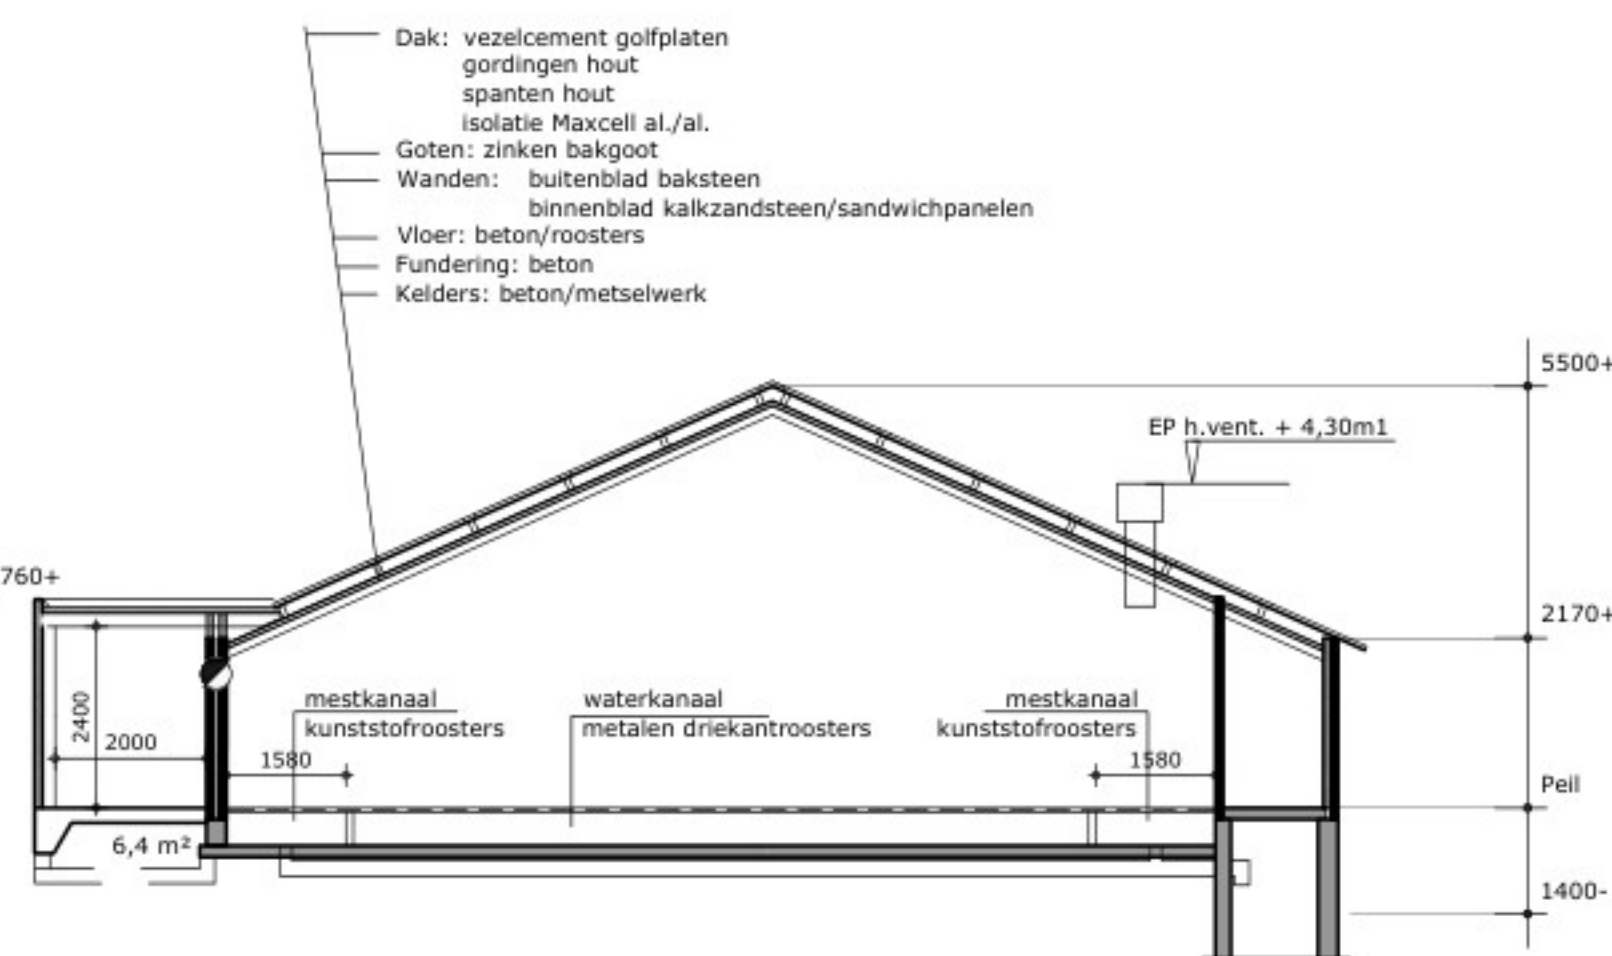 Dak: vezelcement golfplaten
gordingen hout
spanten hout
isolatie Maxcell al./al.
Goten: zinken bakgoot
Wanden: buitenblad baksteen
binnenblad kalkzandsteen/sandwichpanelen
Vloer: beton/roosters
Fundering: beton
Kelders: beton/metselwerk
5500+
EP h.vent. + 4,30m1
760+
2170+
mestkanaal
kunststofroosters
waterkanaal
metalen driekantroosters
mestkanaal
kunststofroosters
2400
2000
1580
1580
Peil
6,4 m²
1400-